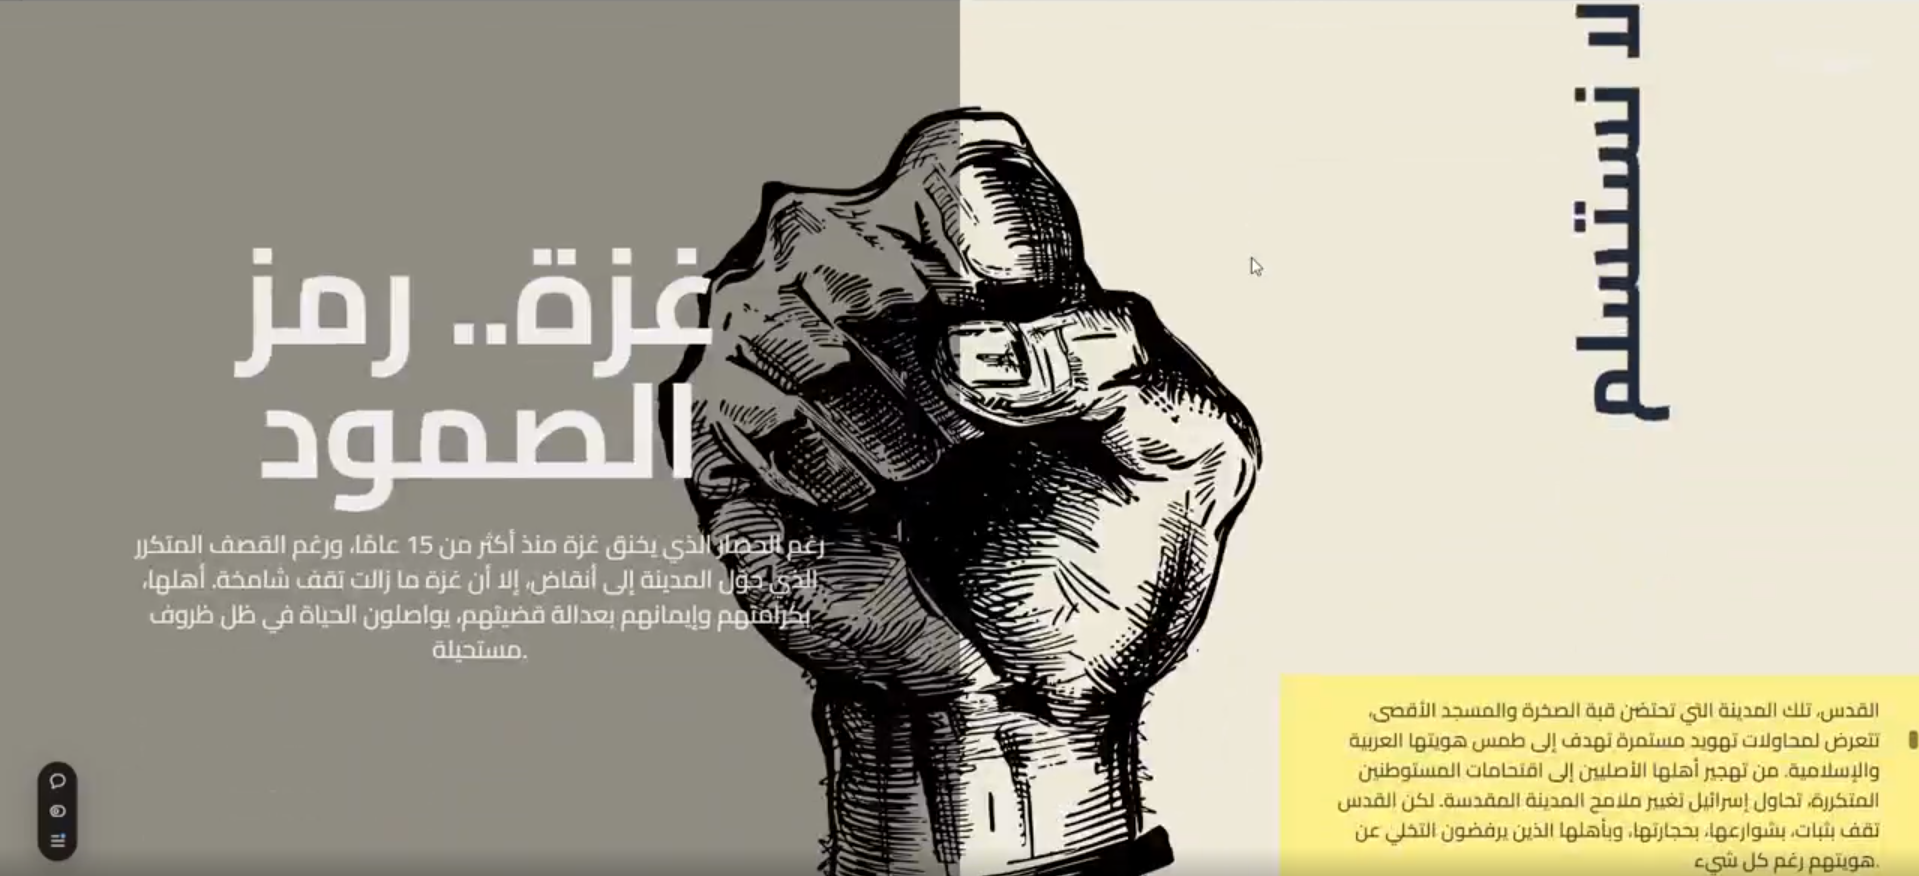 لا نستسلم
غزة.. رمز
الصمود
رغم الحصار الذي يخنق غزة منذ أكثر من 15 عامًا، ورغم القصف المتكرر
الذي حوّل المدينة إلى أنقاض، إلا أن غزة ما زالت تقف شامخة. أهلها،
بكرامتهم وإيمانهم بعدالة قضيتهم، يواصلون الحياة في ظل ظروف
مستحيلة.
القدس، تلك المدينة التي تحتضن قبة الصخرة والمسجد الأقصى،
تتعرض لمحاولات تهويد مستمرة تهدف إلى طمس هويتها العربية
والإسلامية. من تهجير أهلها الأصليين إلى اقتحامات المستوطنين
المتكررة، تحاول إسرائيل تغيير ملامح المدينة المقدسة. لكن القدس
تقف بثبات، بشوارعها، بحجارتها، وبأهلها الذين يرفضون التخلي عن
.هويتهم رغم كل شيء